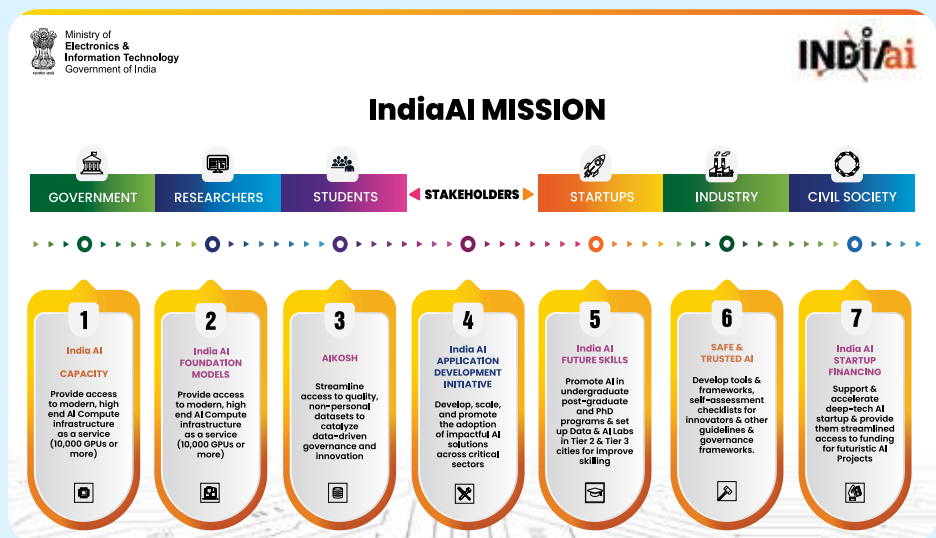 Ministry of
Electronics &
Information Technology
Government of India
INDIAai
IndiaAI MISSION
GOVERNMENT
RESEARCHERS
STUDENTS
STAKEHOLDERS
STARTUPS
INDUSTRY
CIVIL SOCIETY
1
India AI
CAPACITY
Provide access
to modern, high
end AI Compute
infrastructure
as a service
(10,000 GPUs or
more)
2
India AI
FOUNDATION
MODELS
Provide access
to modern, high
end AI Compute
infrastructure
as a service
(10,000 GPUs or
more)
3
AIKOSH
Streamline
access to quality,
non-personal
datasets to
catalyze
data-driven
governance and
innovation
4
India AI
APPLICATION
DEVELOPMENT
INITIATIVE
Develop, scale,
and promote
the adoption
of impactful AI
solutions
across critical
sectors
5
India AI
FUTURE SKILLS
Promote AI in
undergraduate
post-graduate
and PhD
programs & set
up Data & AI Labs
in Tier 2 & Tier 3
cities for improve
skilling
6
SAFE &
TRUSTED AI
Develop tools &
frameworks,
self-assessment
checklists for
innovators & other
guidelines &
governance
frameworks.
7
India AI
STARTUP
FINANCING
Support &
accelerate
deep-tech AI
startup & provide
them streamlined
access to funding
for futuristic AI
Projects